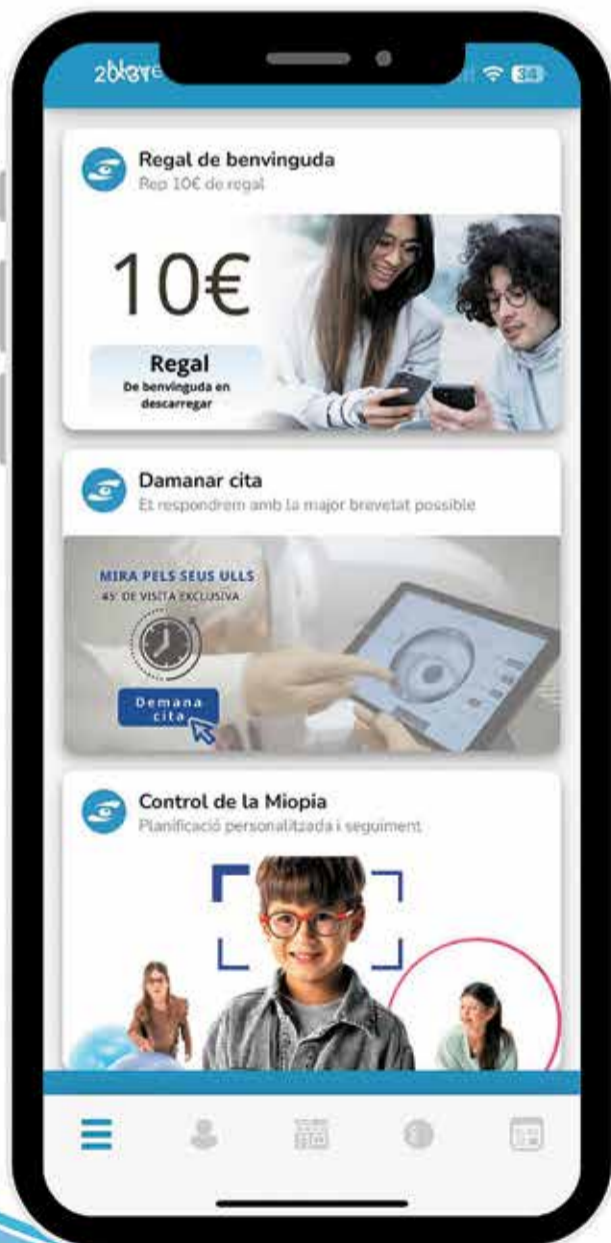 34
Regal de benvinguda
Rep 10€ de regal
10€
Regal
De benvinguda en
descarregar
Damanar cita
Et respondrem amb la major brevetat possible
MIRA PELS SEUS ULLS
45' DE VISITA EXCLUSIVA
Demana
cita
Control de la Miopia
Planificació personalitzada i seguiment